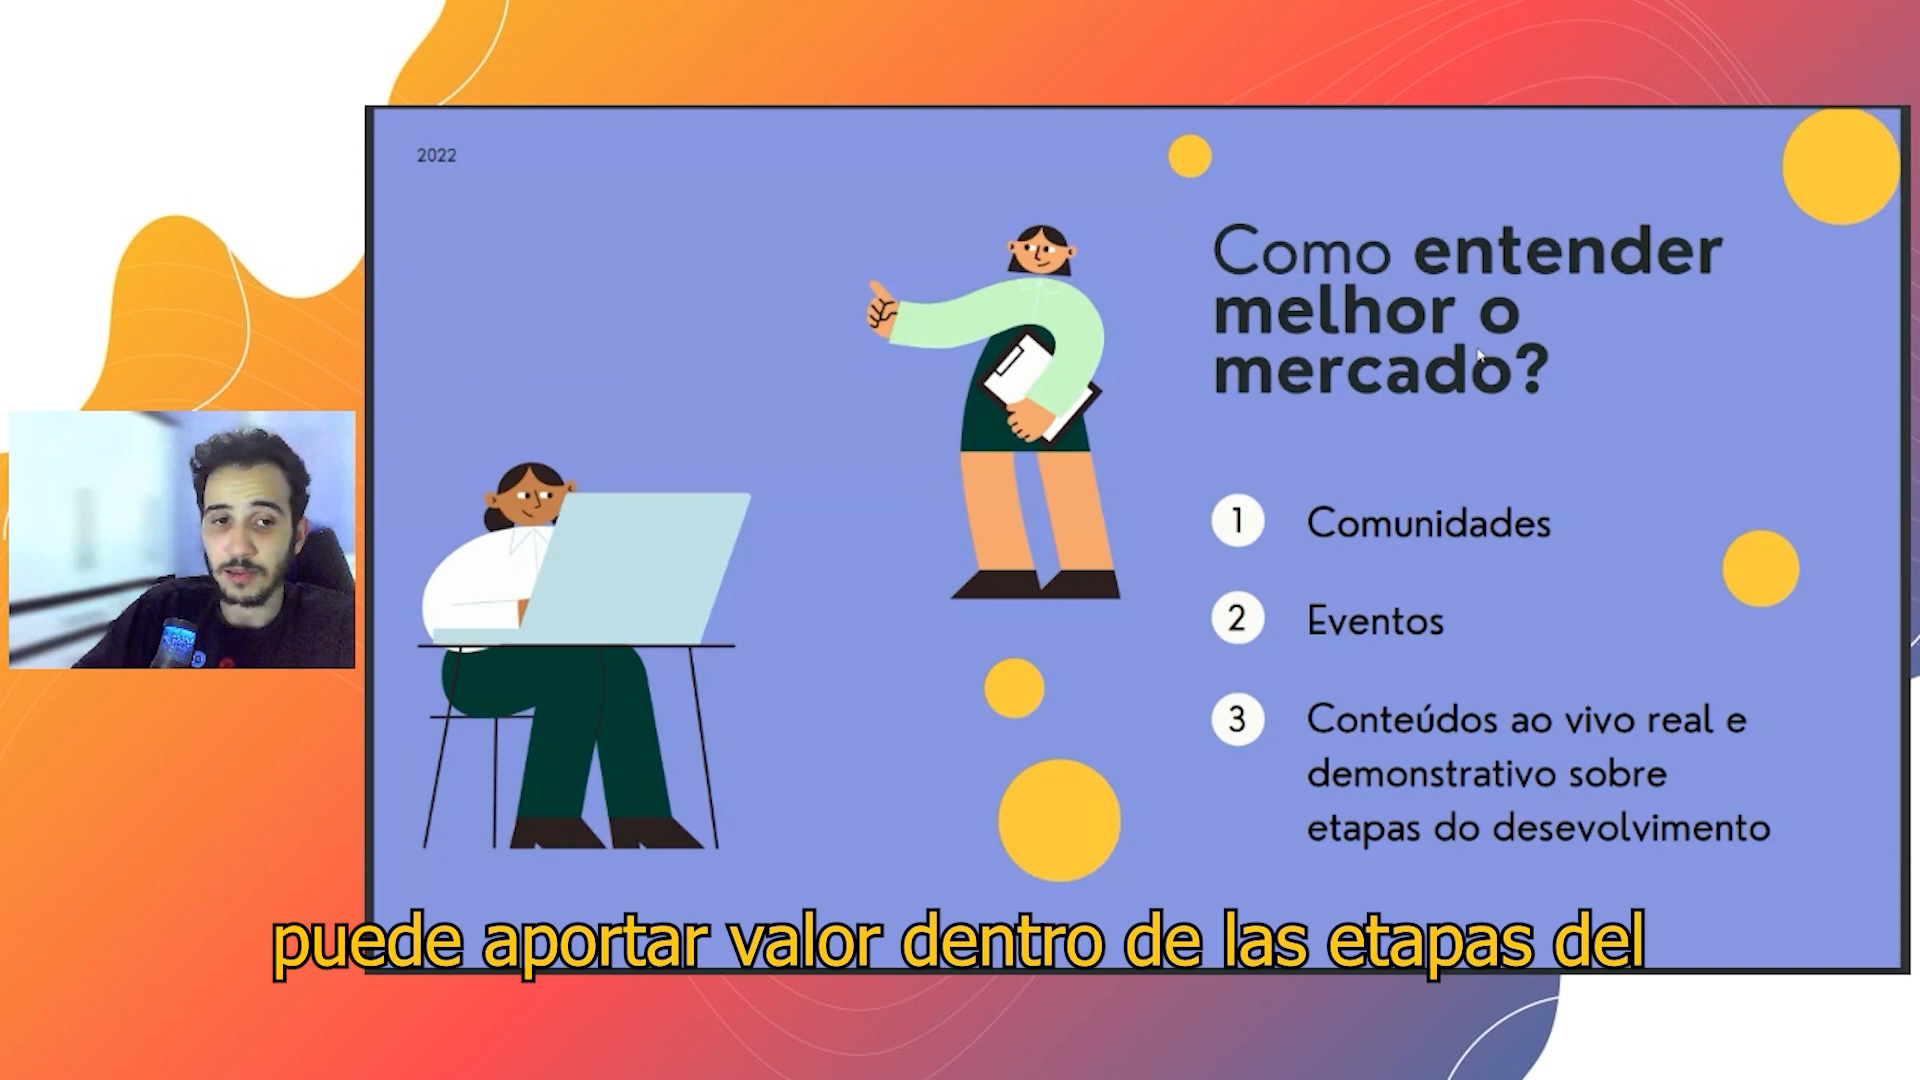 2022
Como entender
melhor o
mercado?
1 Comunidades
2 Eventos
3 Conteúdos ao vivo real e
demonstrativo sobre
etapas do desevolvimento
puede aportar valor dentro de las etapas del